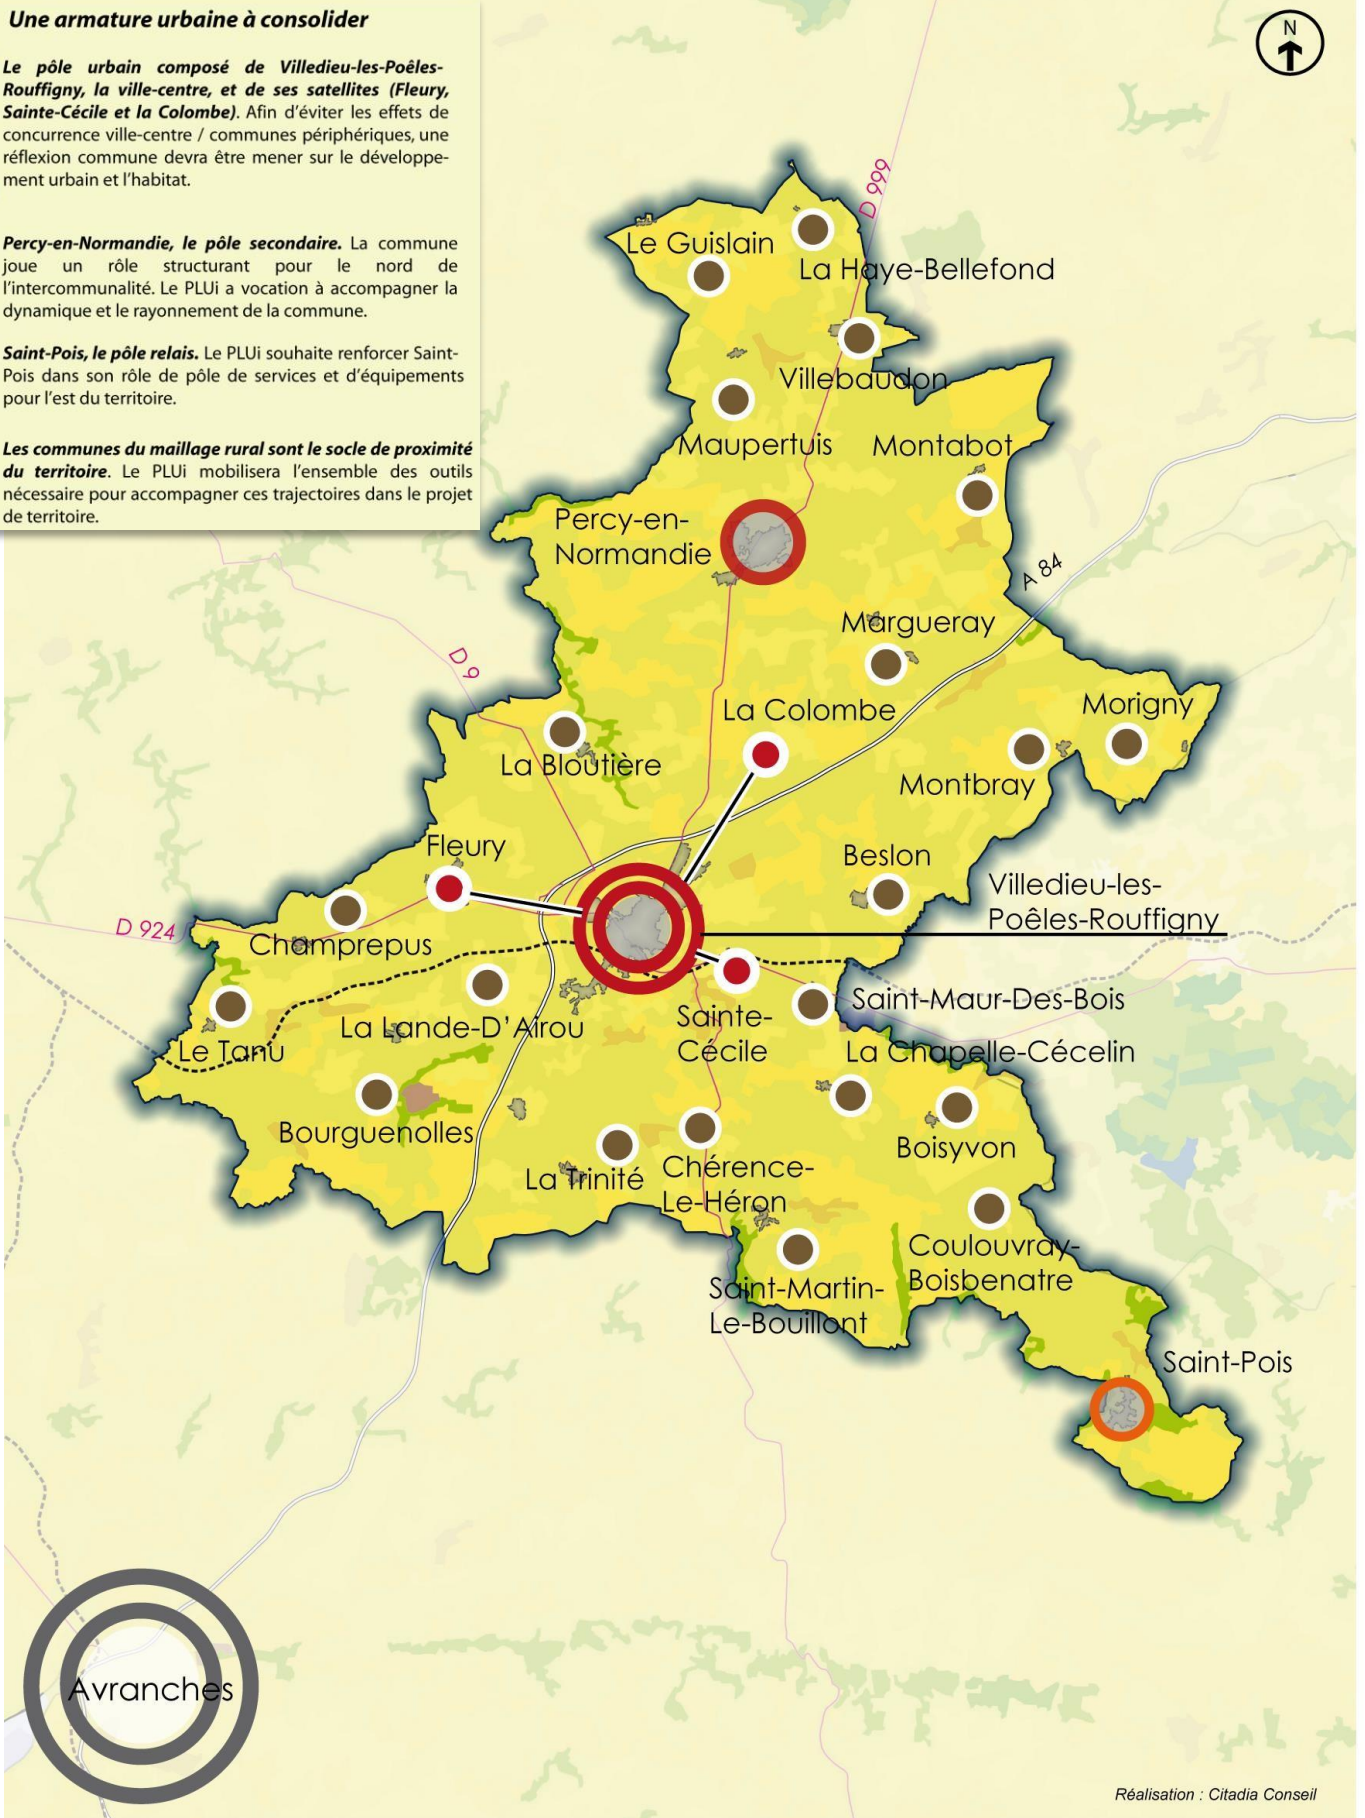 Une armature urbaine à consolider
Le pôle urbain composé de Villedieu-les-Poêles-
Rouffigny, la ville-centre, et de ses satellites (Fleury,
Sainte-Cécile et la Colombe). Afin d'éviter les effets de
concurrence ville-centre / communes périphériques, une
réflexion commune devra être mener sur le développe-
ment urbain et l'habitat.
Percy-en-Normandie, le pôle secondaire. La commune
joue un rôle structurant pour le nord de
l'intercommunalité. Le PLUi a vocation à accompagner la
dynamique et le rayonnement de la commune.
Saint-Pois, le pôle relais. Le PLUi souhaite renforcer Saint-
Pois dans son rôle de pôle de services et d'équipements
pour l'est du territoire.
Les communes du maillage rural sont le socle de proximité
du territoire. Le PLUi mobilisera l'ensemble des outils
nécessaire pour accompagner ces trajectoires dans le projet
de territoire.
N
D 999
Le Guislain
La Haye-Bellefond
Villebaudon
Maupertuis
Montabot
Percy-en-
Normandie
A 84
Margueray
D 9
La Colombe
Morigny
La Bloutière
Montbray
Fleury
Beslon
Villedieu-les-
Poêles-Rouffigny
D 924
Champrepus
Saint-Maur-Des-Bois
La Lande-D'Airou
Sainte-
Cécile
Le Tanu
La Chapelle-Cécelin
Bourguenolles
Boisyvon
La Trinité
Chérence-
Le-Héron
Coulouvray-
Boisbenatre
Saint-Martin-
Le-Bouillont
Saint-Pois
Avranches
Réalisation : Citadia Conseil